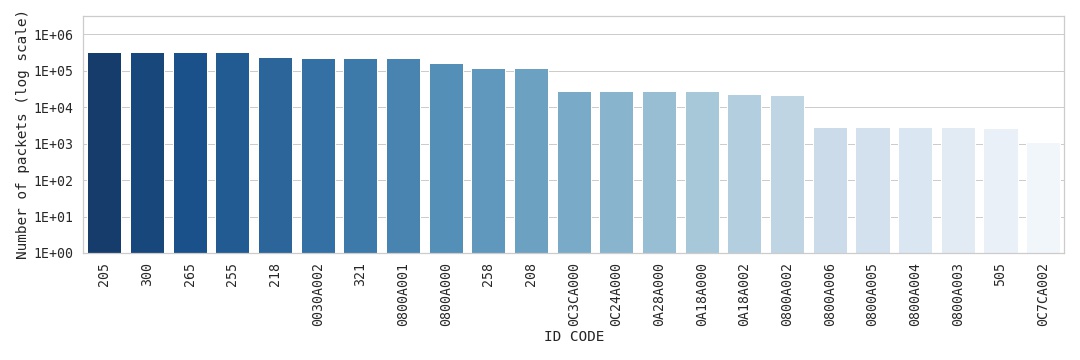 Number of packets (log scale)
1E+06
1E+05
1E+04
1E+03
1E+02
1E+01
1E+00
205
300
265
255
218
0030A002
321
0800A001
0800A000
258
208
0C3CA000
0C24A000
0A28A000
0A18A000
0A18A002
0800A002
0800A006
0800A005
0800A004
0800A003
505
0C7CA002
ID CODE